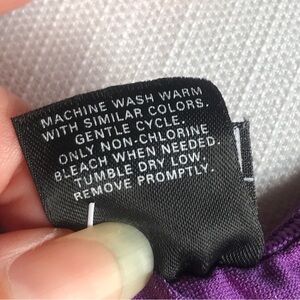 MACHINE WASH WARM
WITH SIMILAR COLORS.
GENTLE CYCLE.
ONLY NON-CHLORINE
BLEACH WHEN NEEDED.
TUMBLE DRY LOW.
REMOVE PROMPTLY.